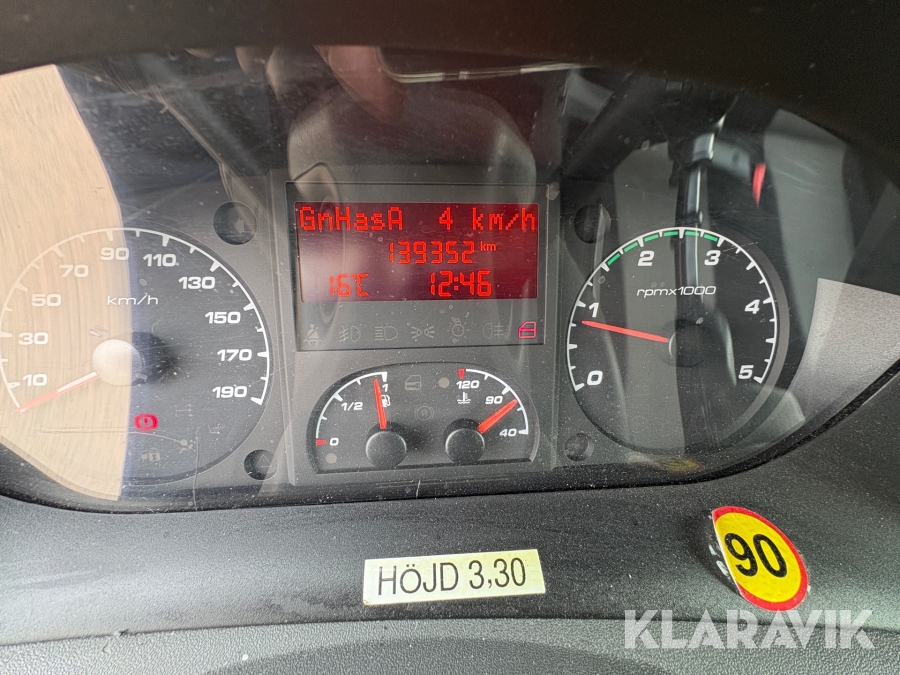 GnHasA 4 km/h
139352 km
16°C 12:46
10 30 50 70 90 110 130 150 170 190
km/h
0 1/2 1
120 90 40
0 1 2 3 4 5
rpmx1000
HÖJD 3,30
90
KLARAVIK